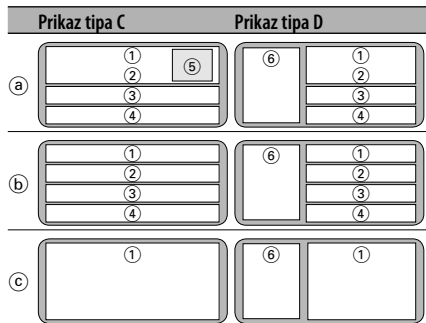 Prikaz tipa C Prikaz tipa D
ⓐ ① ② ③ ④ ⑤ ⑥ ① ② ③ ④
ⓑ ① ② ③ ④ ⑥ ① ② ③ ④
ⓒ ① ⑥ ①